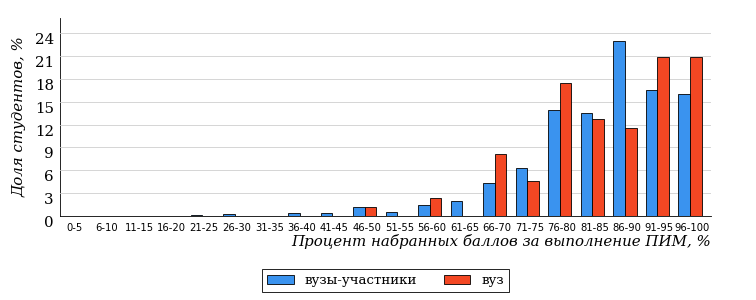 Доля студентов, %
24
21
18
15
12
9
6
3
0
0-5 6-10 11-15 16-20 21-25 26-30 31-35 36-40 41-45 46-50 51-55 56-60 61-65 66-70 71-75 76-80 81-85 86-90 91-95 96-100
Процент набранных баллов за выполнение ПИМ, %
вузы-участники вуз